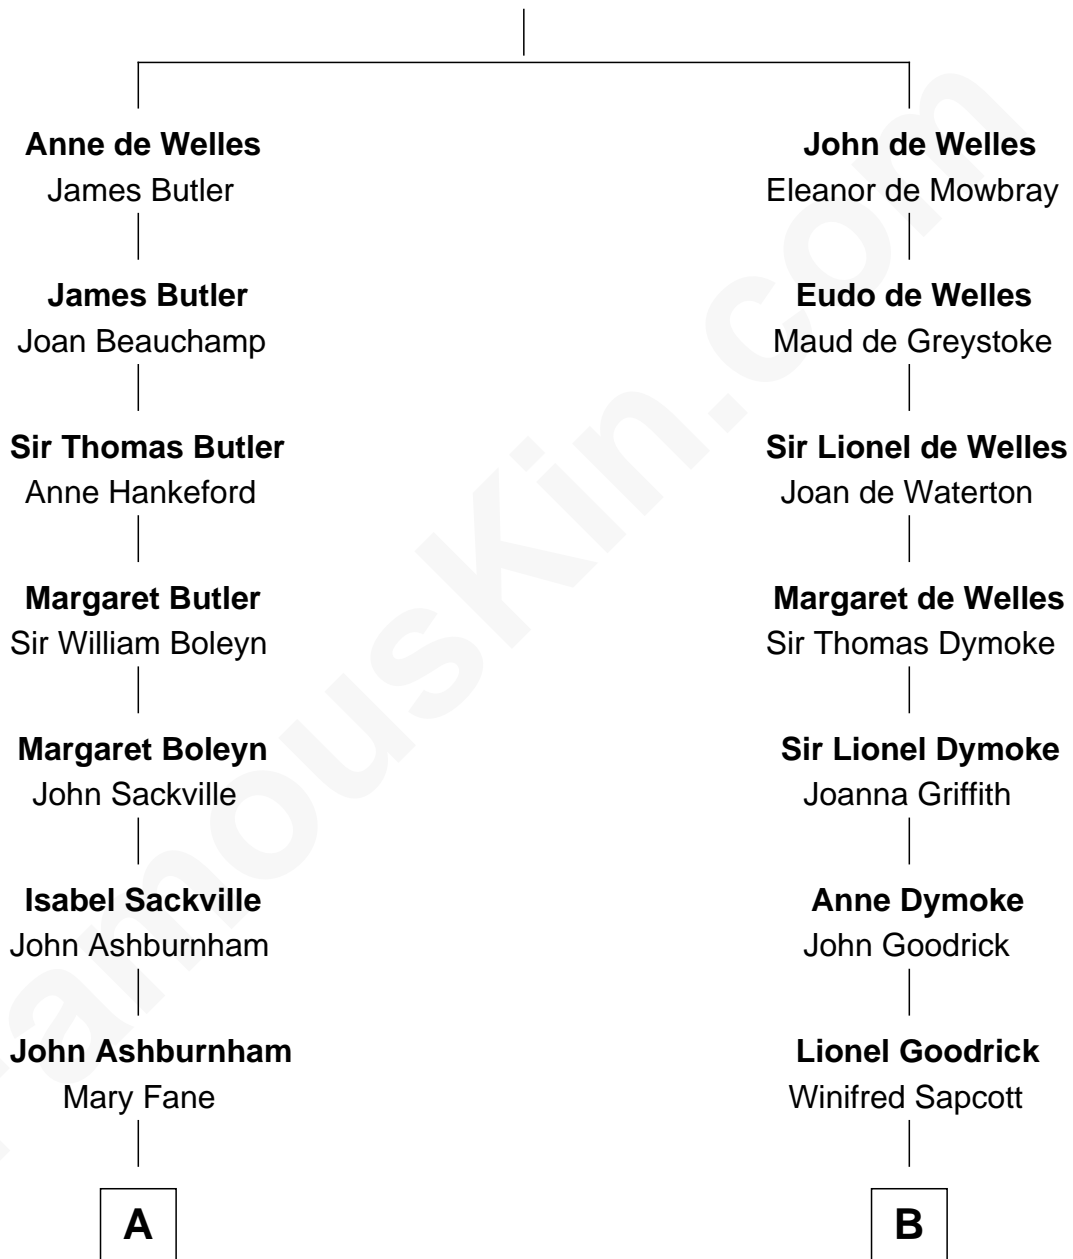 Anne de Welles
James Butler
James Butler
Joan Beauchamp
Sir Thomas Butler
Anne Hankeford
Margaret Butler
Sir William Boleyn
Margaret Boleyn
John Sackville
Isabel Sackville
John Ashburnham
John Ashburnham
Mary Fane
A
John de Welles
Eleanor de Mowbray
Eudo de Welles
Maud de Greystoke
Sir Lionel de Welles
Joan de Waterton
Margaret de Welles
Sir Thomas Dymoke
Sir Lionel Dymoke
Joanna Griffith
Anne Dymoke
John Goodrick
Lionel Goodrick
Winifred Sapcott
B
FamousKin.com